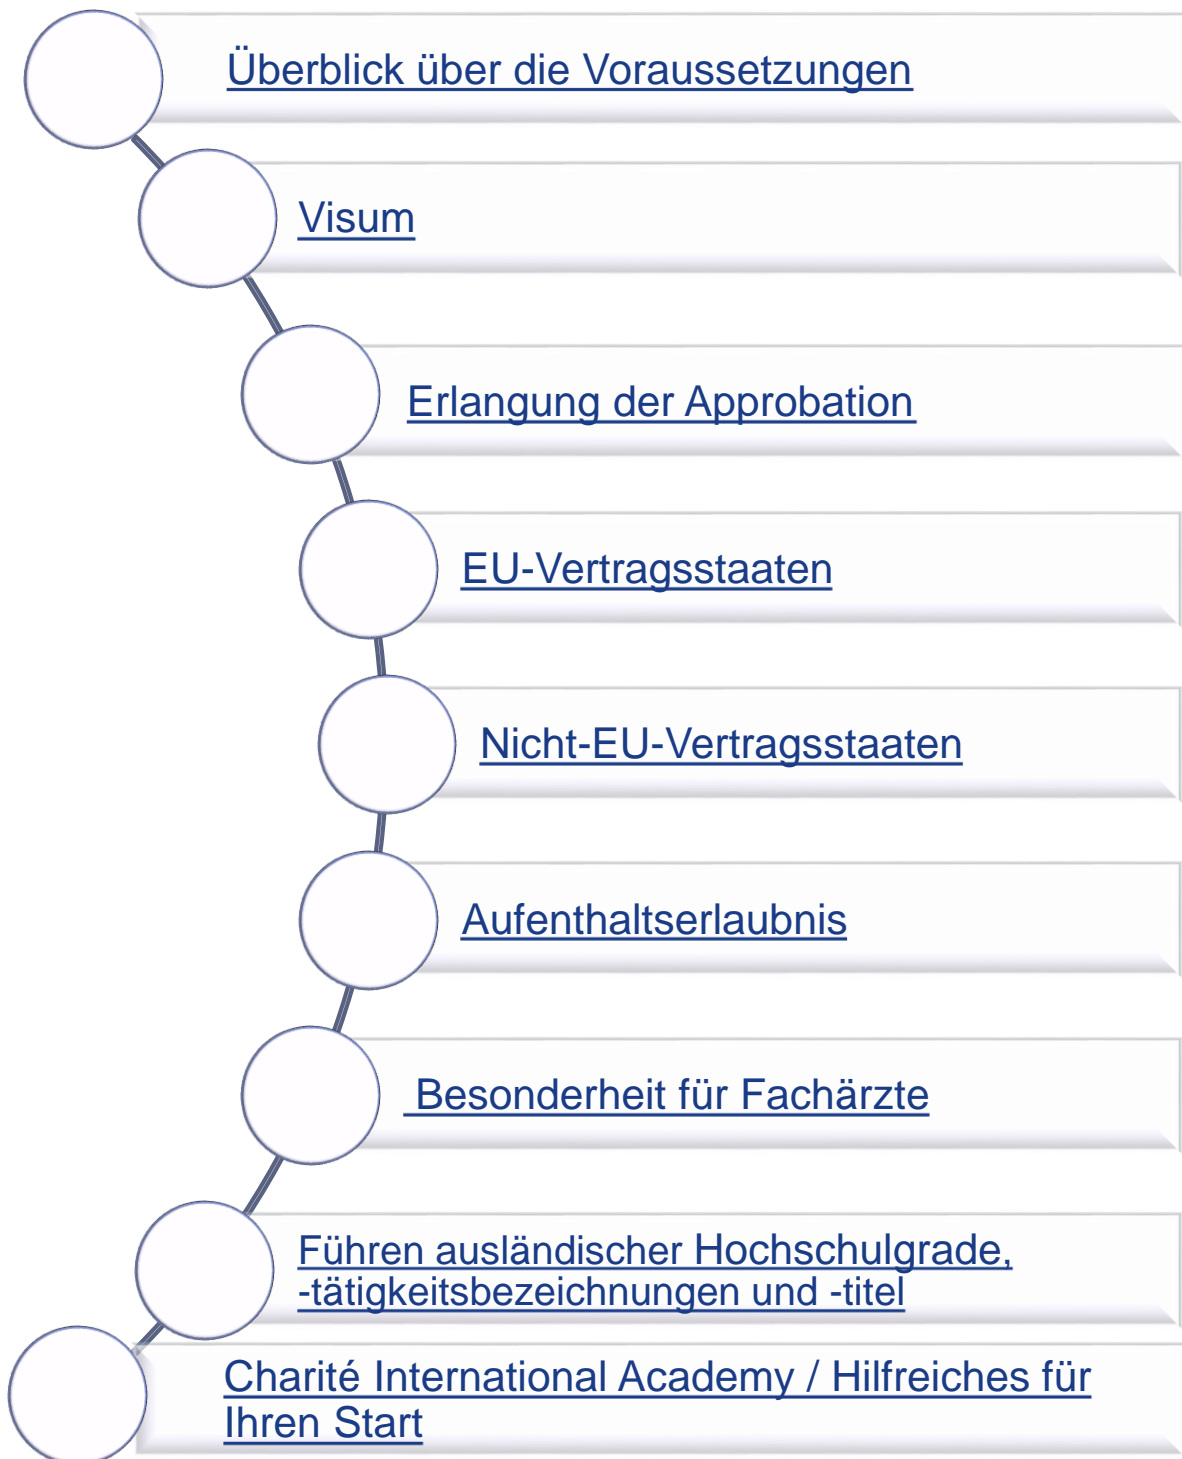 Überblick über die Voraussetzungen
Visum
Erlangung der Approbation
EU-Vertragsstaaten
Nicht-EU-Vertragsstaaten
Aufenthaltserlaubnis
Besonderheit für Fachärzte
Führen ausländischer Hochschulgrade,
-tätigkeitsbezeichnungen und -titel
Charité International Academy / Hilfreiches für
Ihren Start